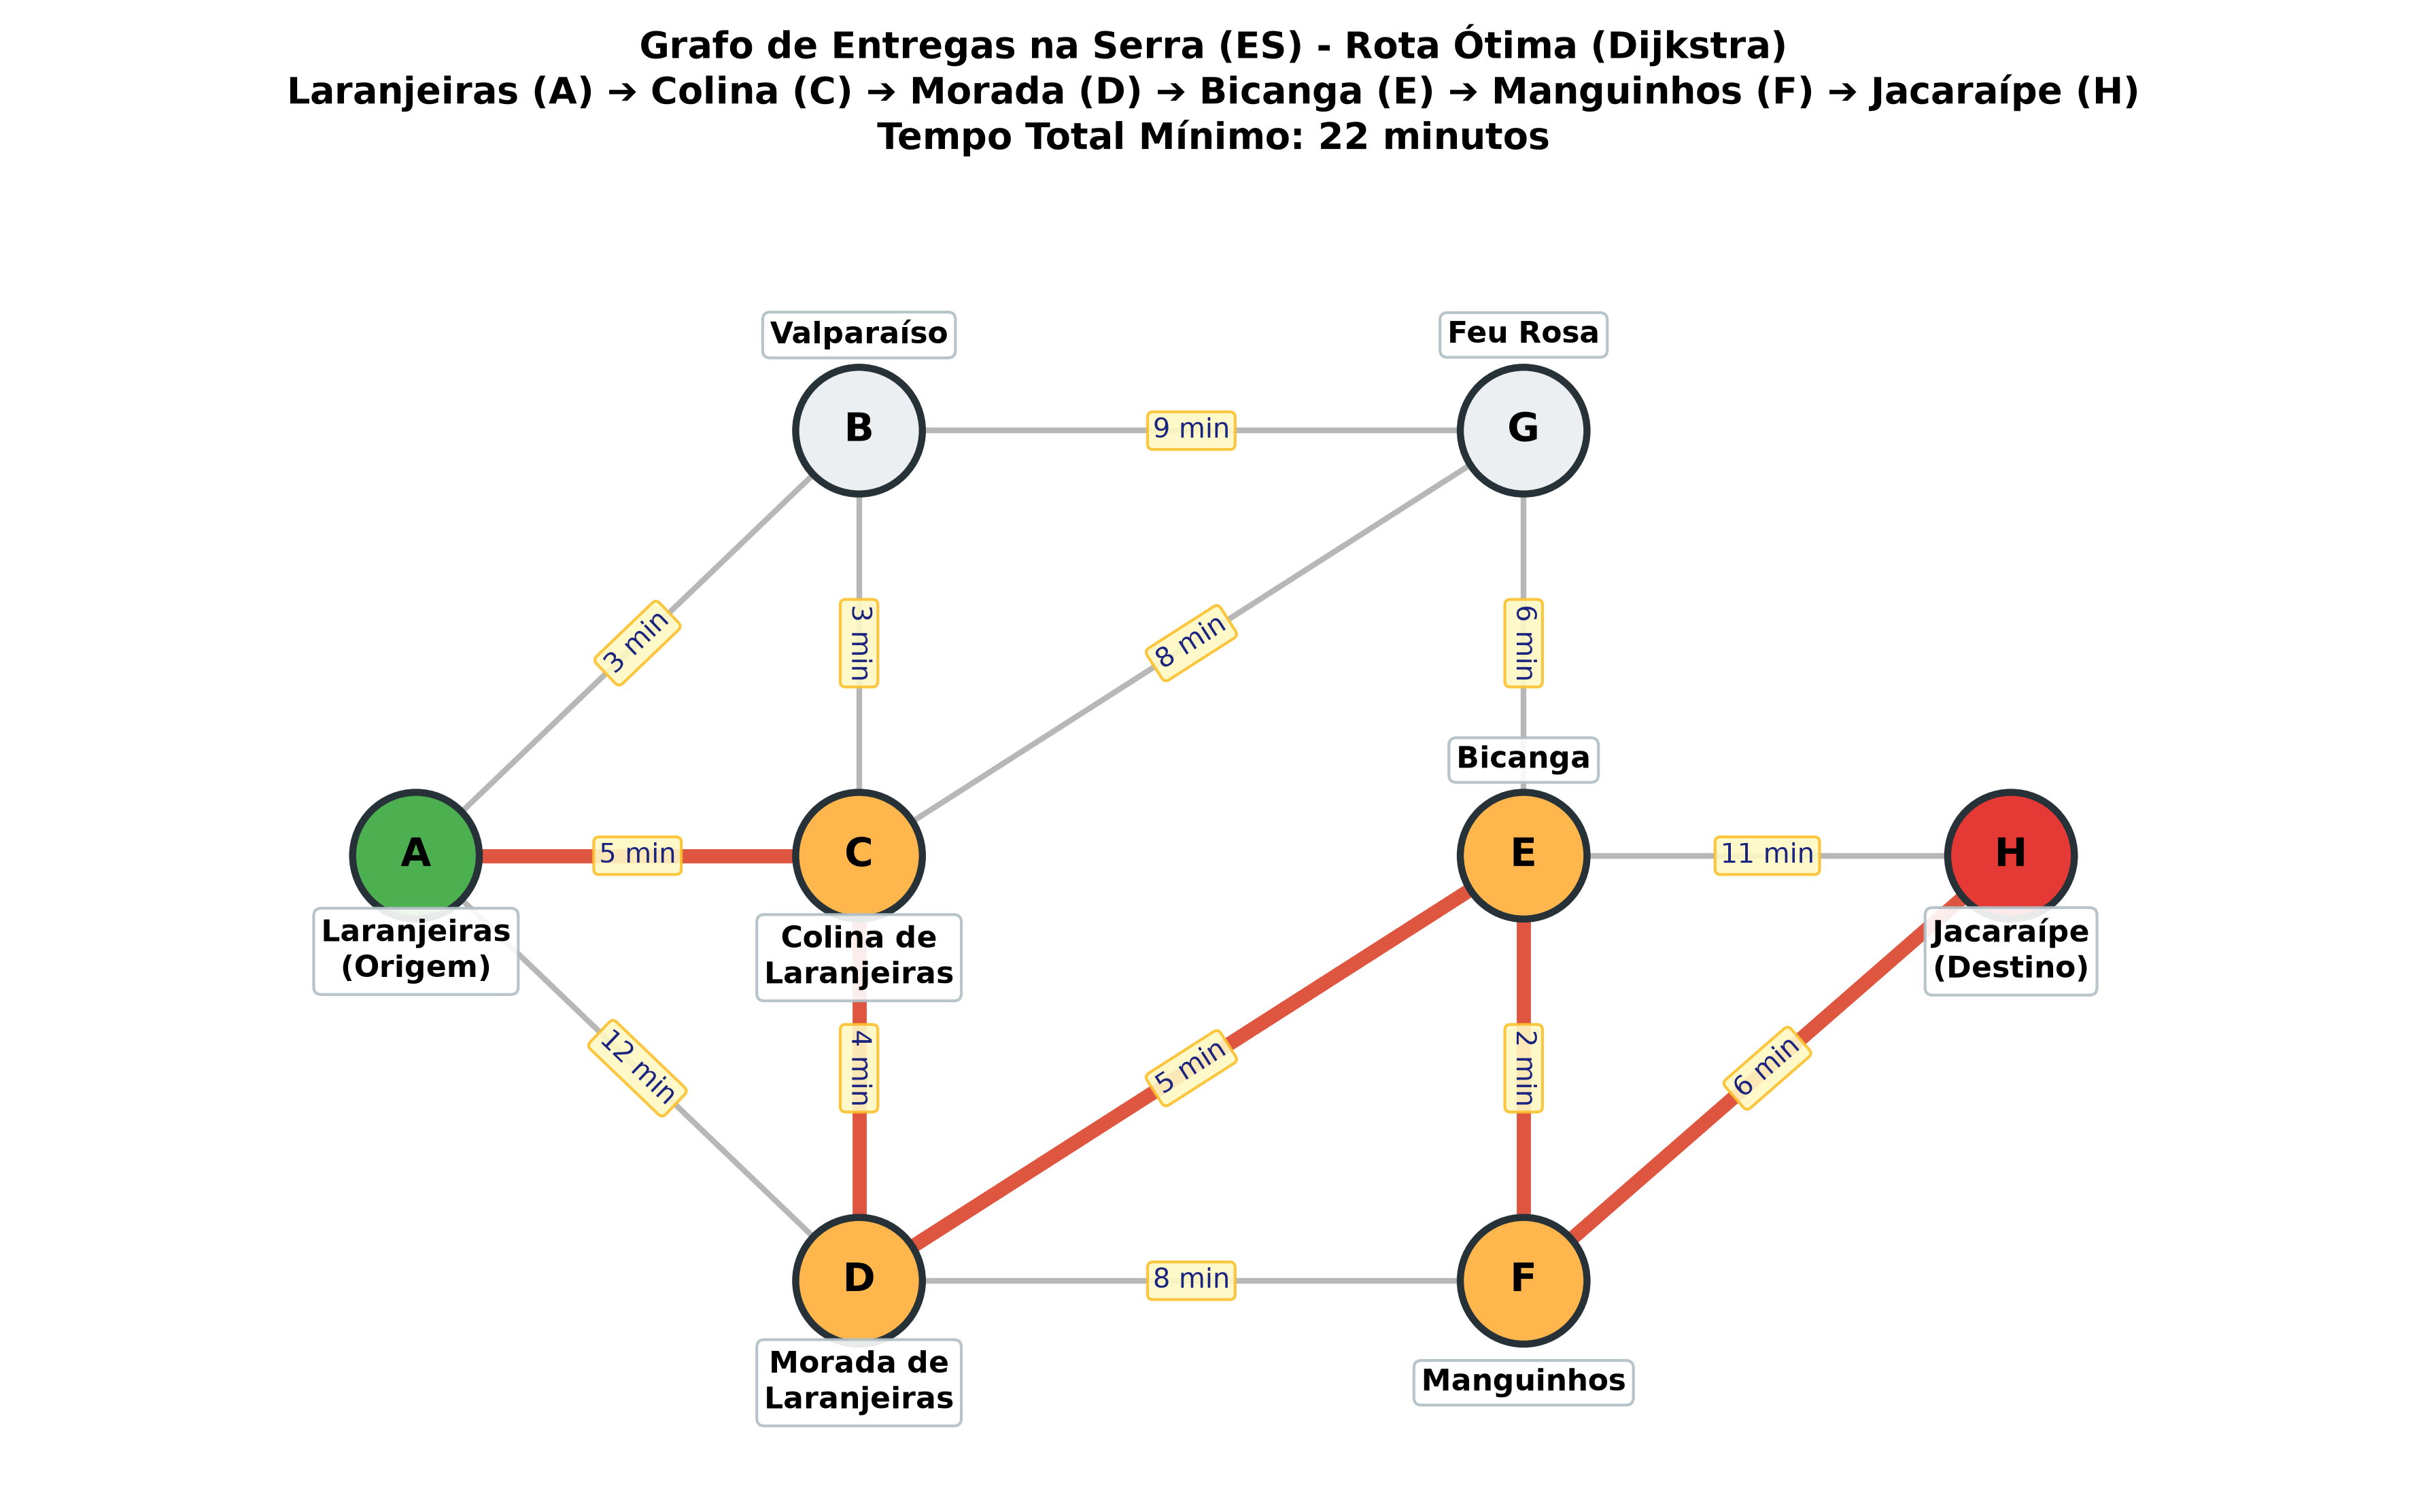 Grafo de Entregas na Serra (ES) - Rota Ótima (Dijkstra)
Laranjeiras (A) ➔ Colina (C) ➔ Morada (D) ➔ Bicanga (E) ➔ Manguinhos (F) ➔ Jacaraípe (H)
Tempo Total Mínimo: 22 minutos
Valparaíso
Feu Rosa
B
9 min
G
3 min
3 min
8 min
6 min
Bicanga
A
5 min
C
E
11 min
H
Laranjeiras
(Origem)
Colina de
Laranjeiras
Jacaraípe
(Destino)
12 min
4 min
5 min
2 min
6 min
D
8 min
F
Morada de
Laranjeiras
Manguinhos